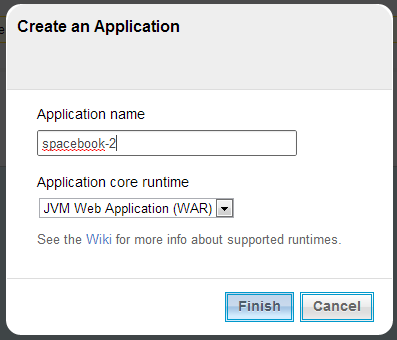 Create an Application
Application name
spacebook-2
Application core runtime
JVM Web Application (WAR)
See the Wiki for more info about supported runtimes.
Finish Cancel